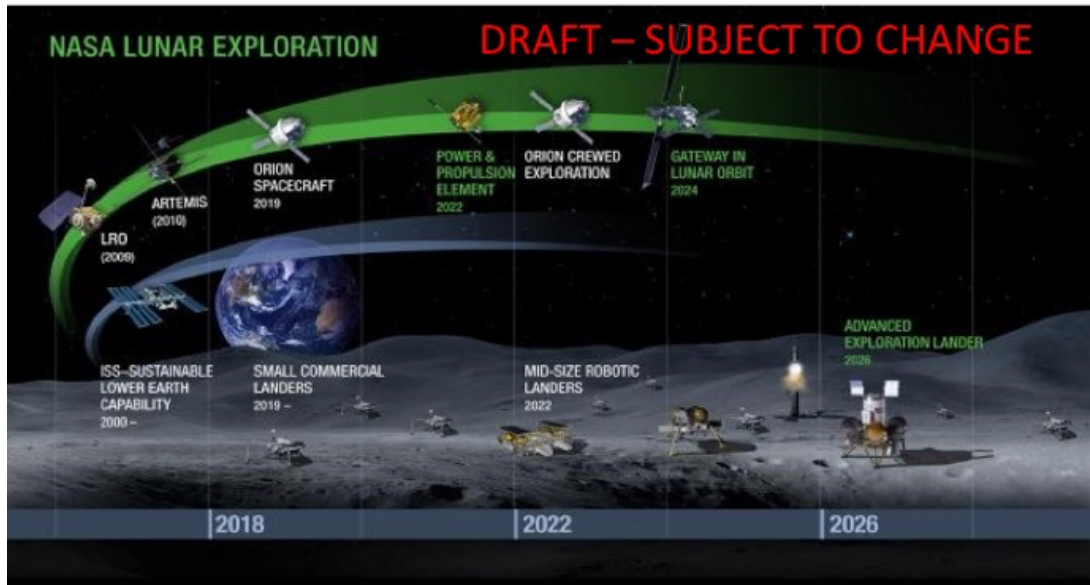 NASA LUNAR EXPLORATION
DRAFT – SUBJECT TO CHANGE
LRO
(2009)
ARTEMIS
(2010)
ORION
SPACECRAFT
2019
POWER &
PROPULSION
ELEMENT
2022
ORION CREWED
EXPLORATION
GATEWAY IN
LUNAR ORBIT
2024
ISS–SUSTAINABLE
LOWER EARTH
CAPABILITY
2000 –
SMALL COMMERCIAL
LANDERS
2019 –
MID-SIZE ROBOTIC
LANDERS
2022
ADVANCED
EXPLORATION LANDER
2026
2018
2022
2026